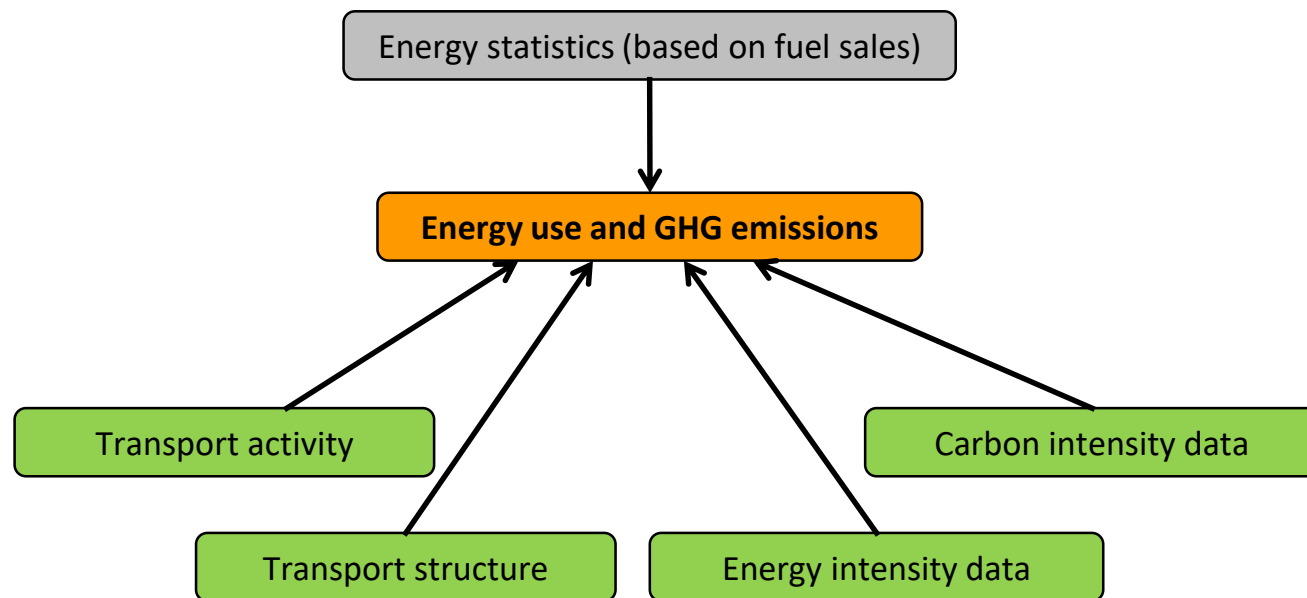 Energy statistics (based on fuel sales)
Energy use and GHG emissions
Transport activity
Carbon intensity data
Transport structure
Energy intensity data